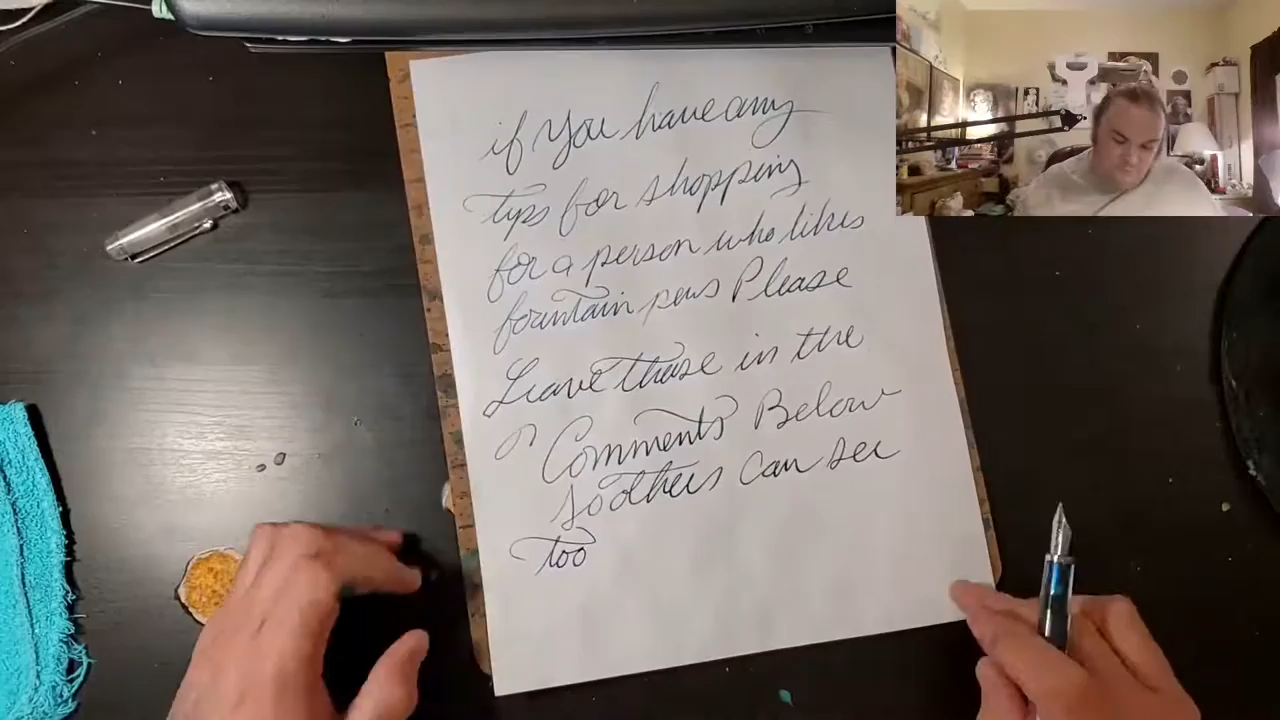 if You have any
tips for shopping
for a person who likes
fountain pens Please
Leave those in the
Comments Below
so others can see
too